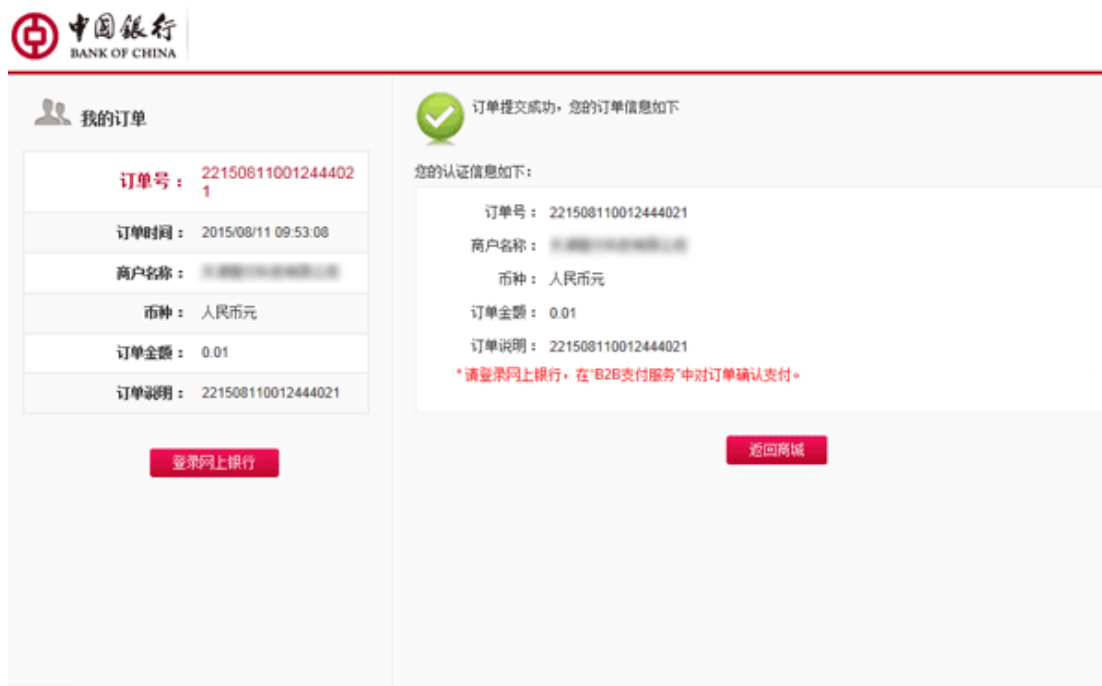 中国銀行
BANK OF CHINA
我的订单
订单号：
22150811001244402
1
订单时间： 2015/08/11 09:53:08
商户名称：
币种： 人民币元
订单金额： 0.01
订单说明： 221508110012444021
登录网上银行
订单提交成功，您的订单信息如下
您的认证信息如下：
订单号： 221508110012444021
商户名称：
币种： 人民币元
订单金额： 0.01
订单说明： 221508110012444021
*请登录网上银行，在“B2B支付服务”中对订单确认支付。
返回商城